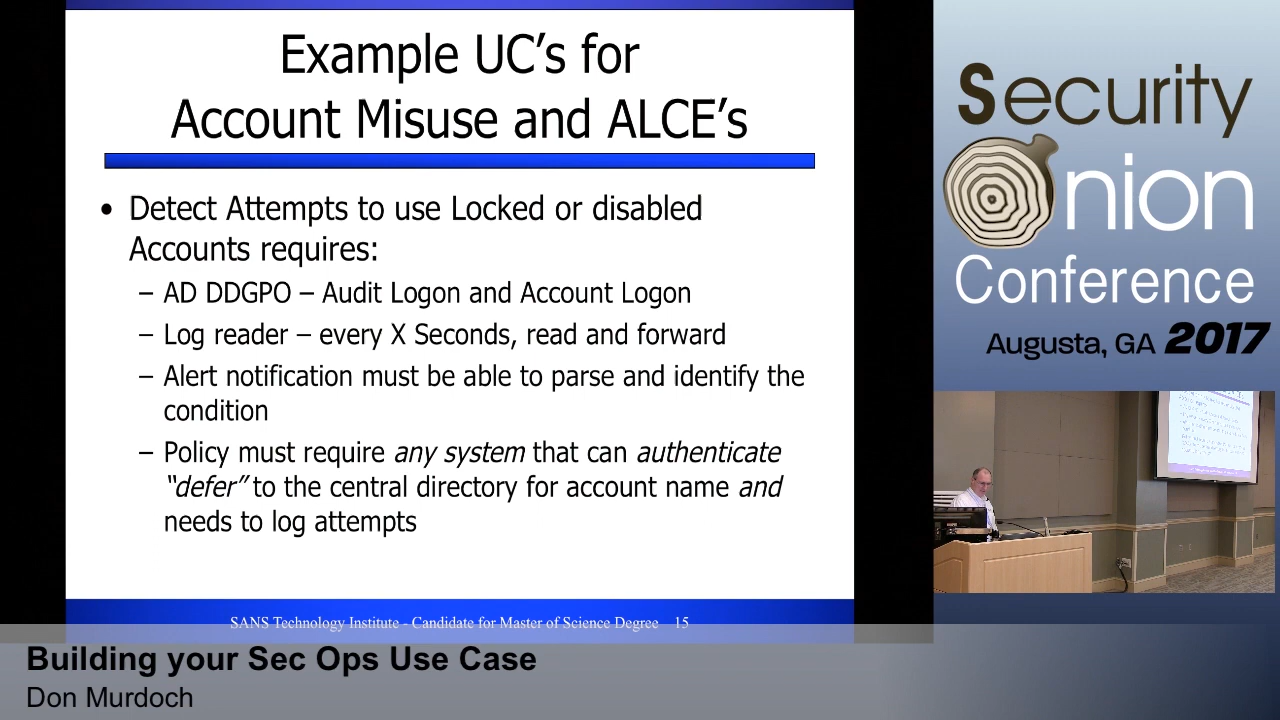 Example UC's for
Account Misuse and ALCE's
• Detect Attempts to use Locked or disabled
Accounts requires:
– AD DDGPO – Audit Logon and Account Logon
– Log reader – every X Seconds, read and forward
– Alert notification must be able to parse and identify the
condition
– Policy must require any system that can authenticate
“defer” to the central directory for account name and
needs to log attempts
SANS Technology Institute - Candidate for Master of Science Degree 15
Security
Onion
Conference
Augusta, GA 2017
Building your Sec Ops Use Case
Don Murdoch